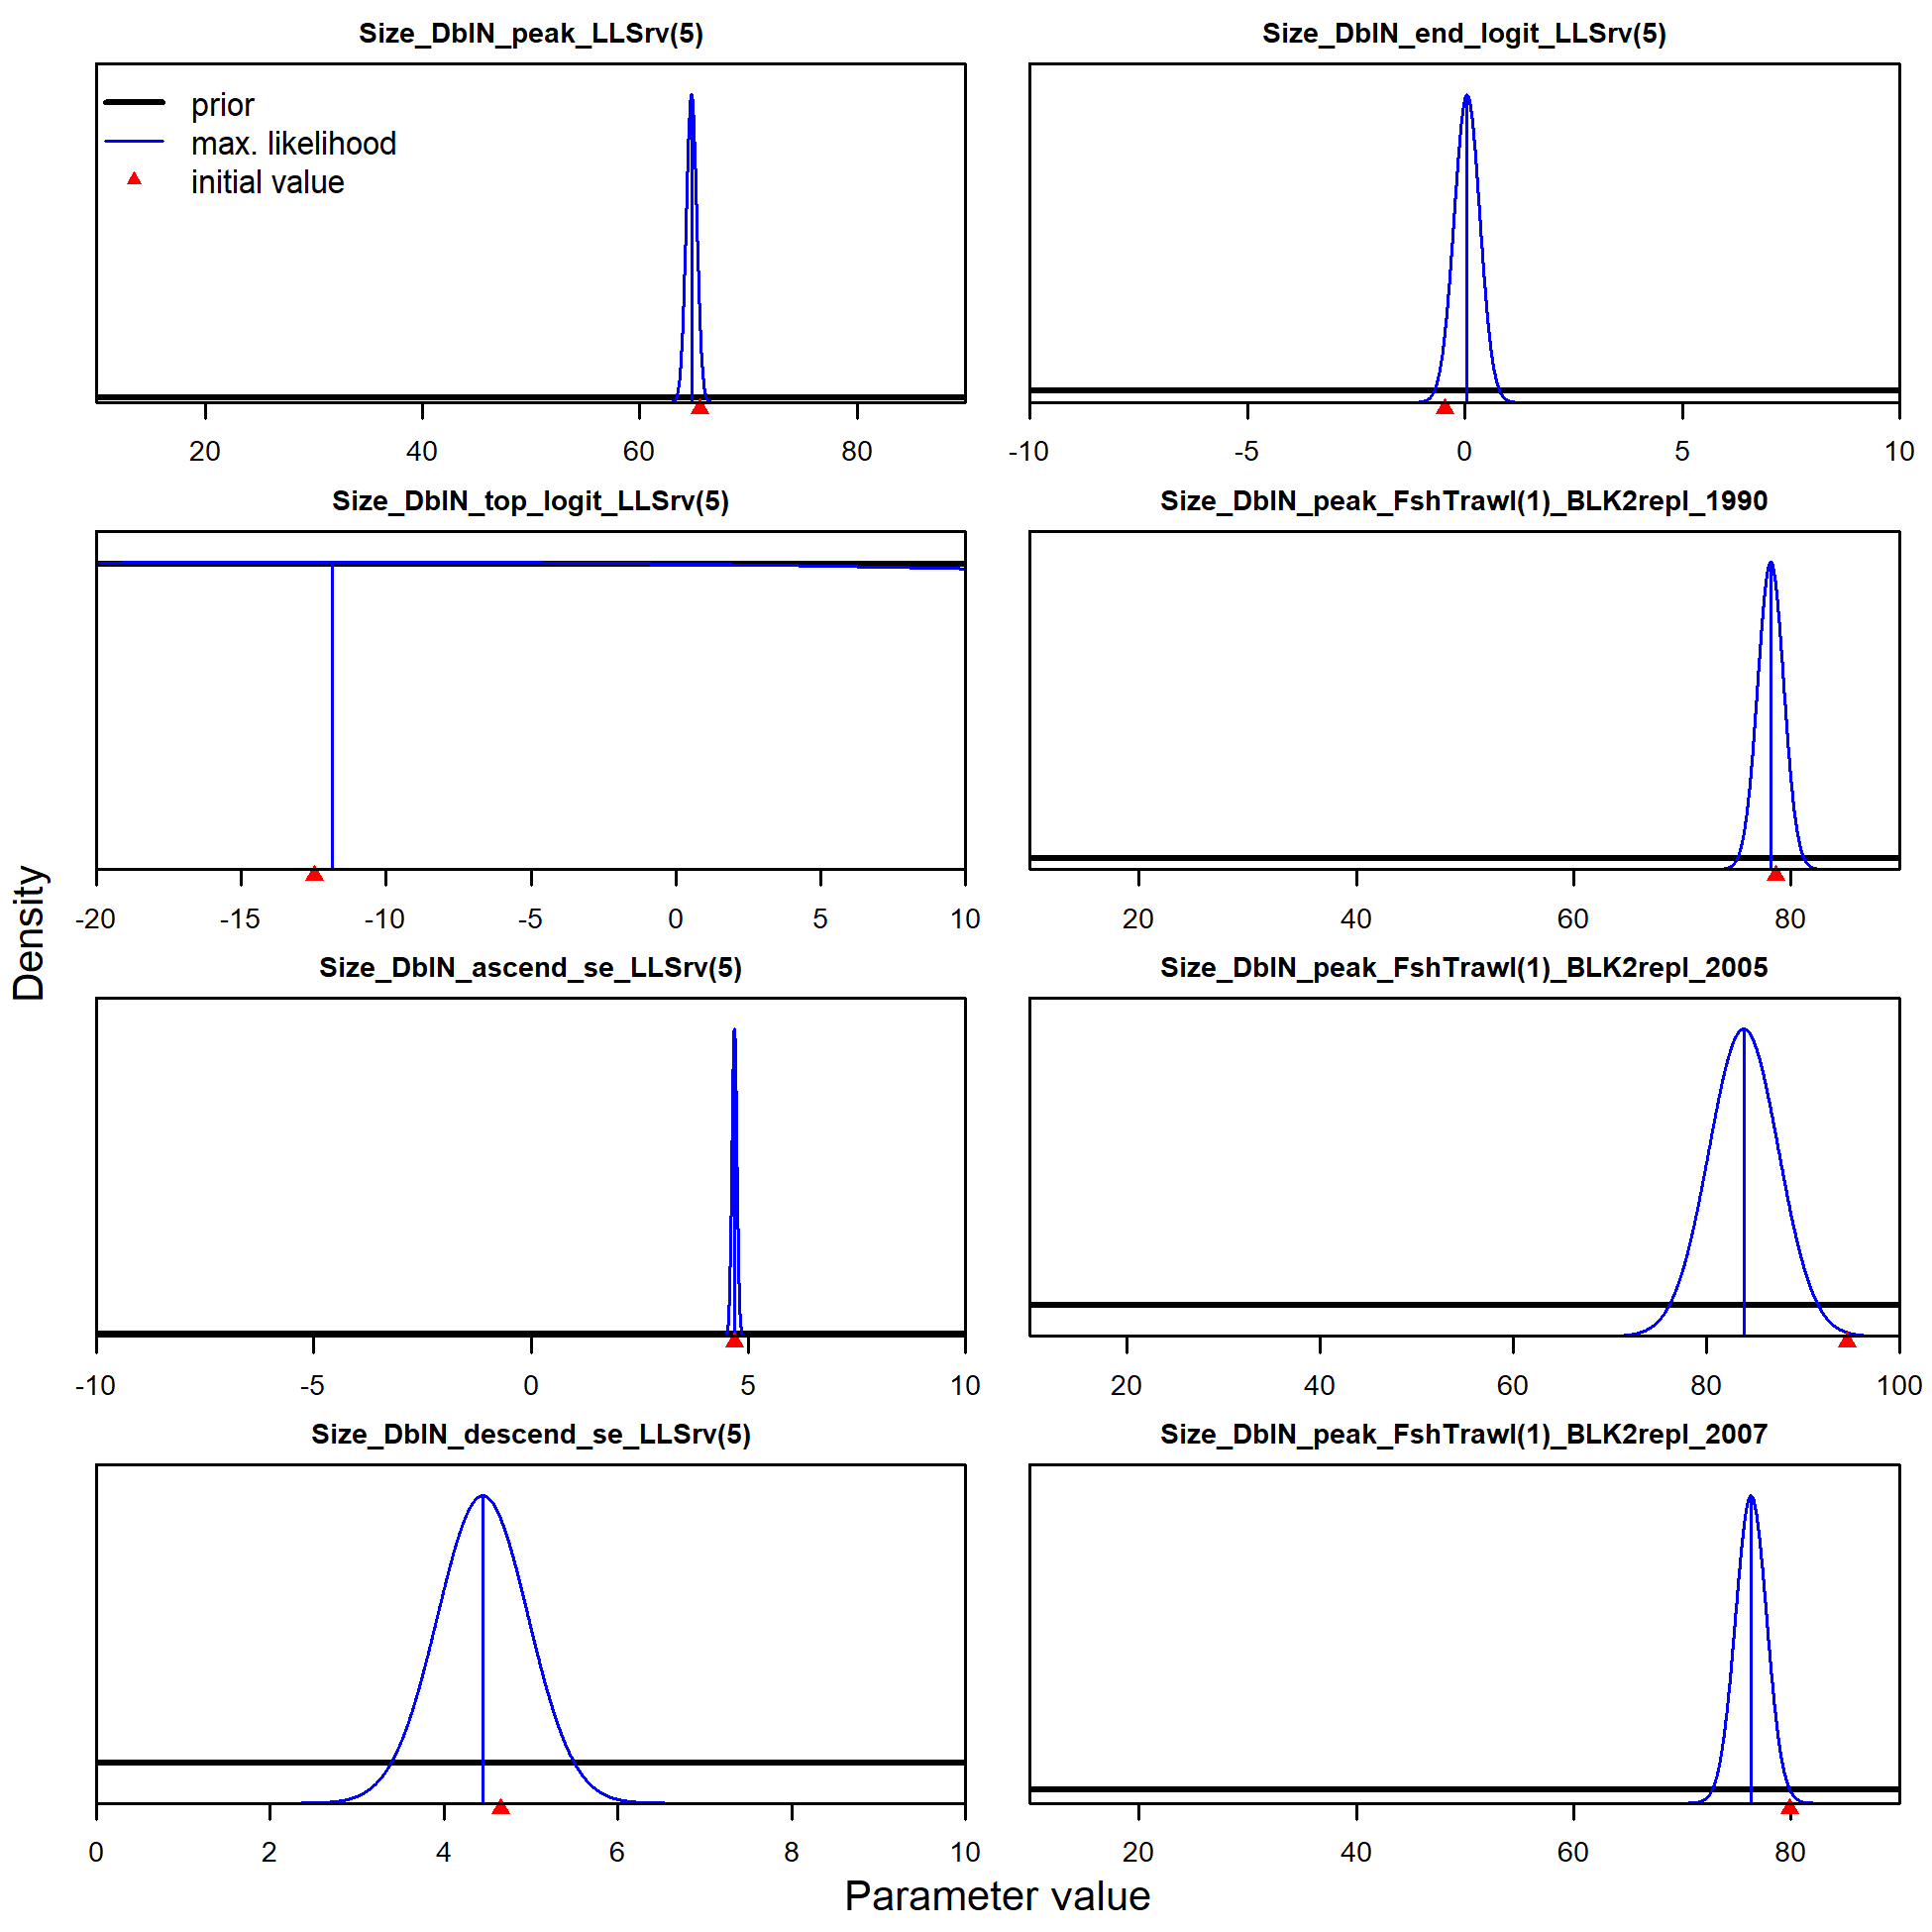 Size_DblN_peak_LLSrv(5)
prior
max. likelihood
initial value
20 40 60 80
Size_DblN_end_logit_LLSrv(5)
-10 -5 0 5 10
Size_DblN_top_logit_LLSrv(5)
-20 -15 -10 -5 0 5 10
Size_DblN_peak_FshTrawl(1)_BLK2repl_1990
20 40 60 80
Size_DblN_ascend_se_LLSrv(5)
-10 -5 0 5 10
Size_DblN_peak_FshTrawl(1)_BLK2repl_2005
20 40 60 80 100
Size_DblN_descend_se_LLSrv(5)
0 2 4 6 8 10
Size_DblN_peak_FshTrawl(1)_BLK2repl_2007
20 40 60 80
Density
Parameter value